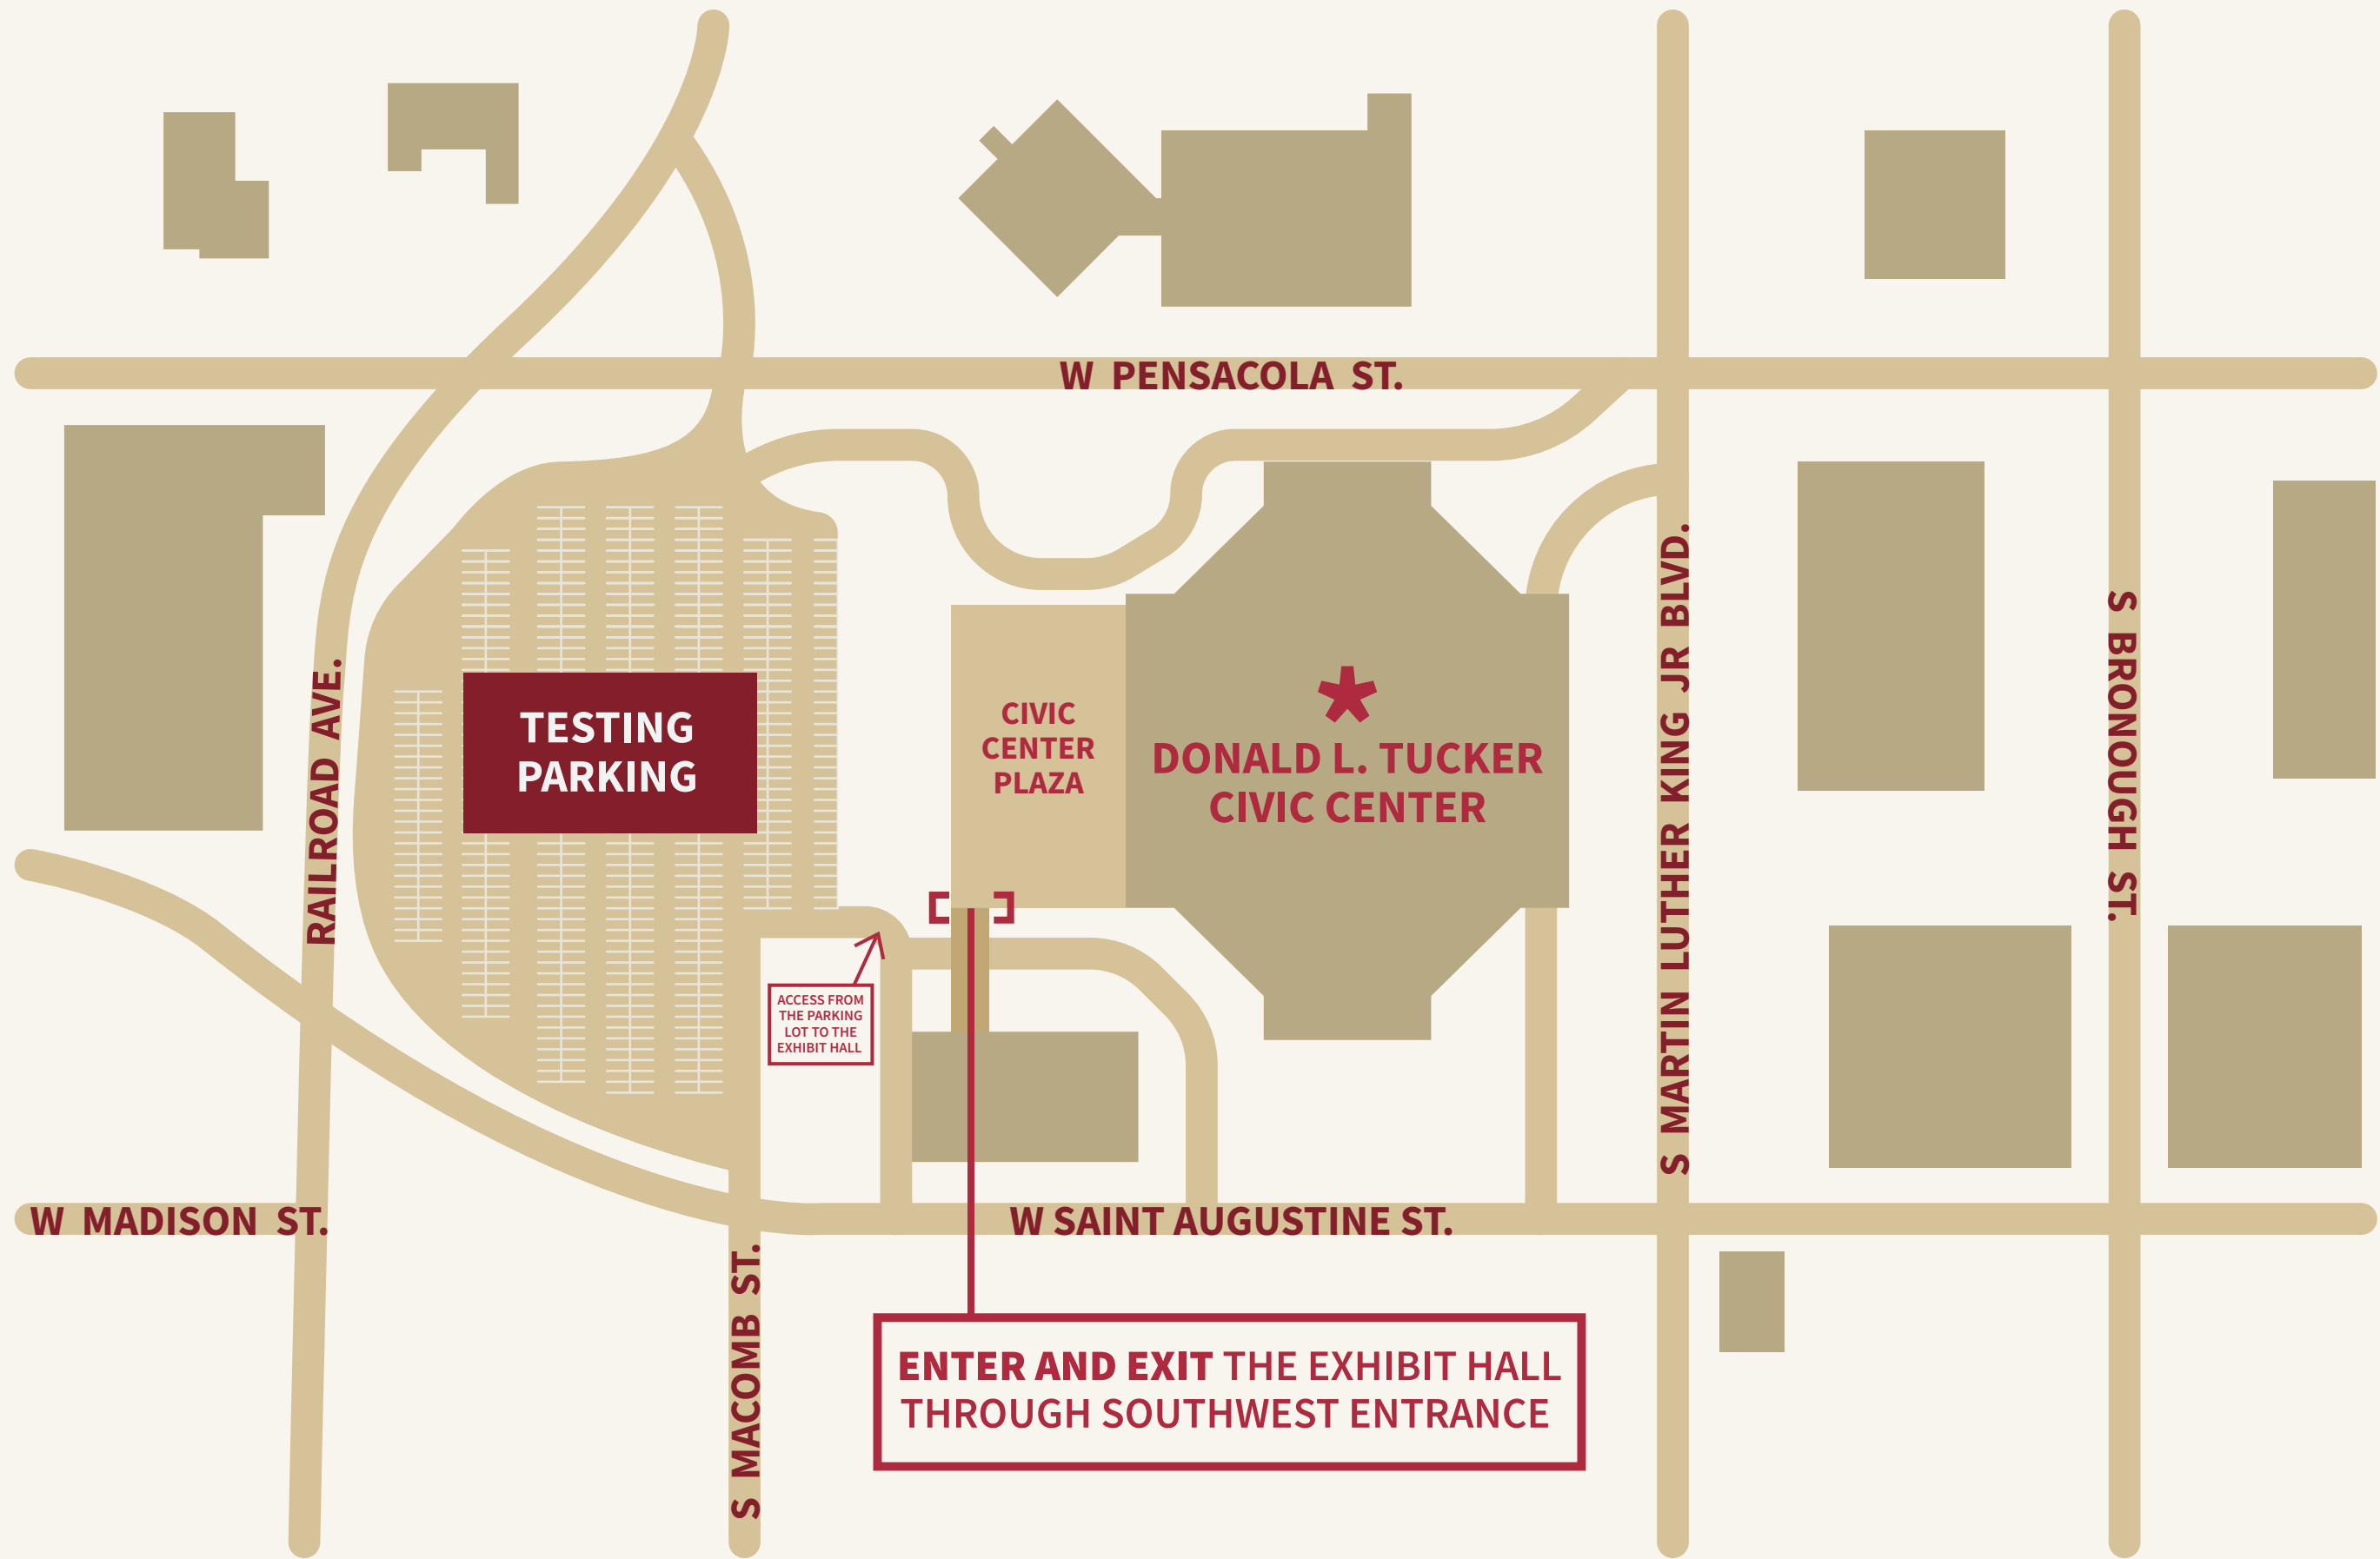 W PENSACOLA ST.
RAILROAD AVE.
TESTING
PARKING
CIVIC
CENTER
PLAZA
DONALD L. TUCKER
CIVIC CENTER
S MARTIN LUTHER KING JR BLVD.
S BRONOUGH ST.
ACCESS FROM
THE PARKING
LOT TO THE
EXHIBIT HALL
W MADISON ST.
W SAINT AUGUSTINE ST.
S MACOMB ST.
ENTER AND EXIT THE EXHIBIT HALL
THROUGH SOUTHWEST ENTRANCE